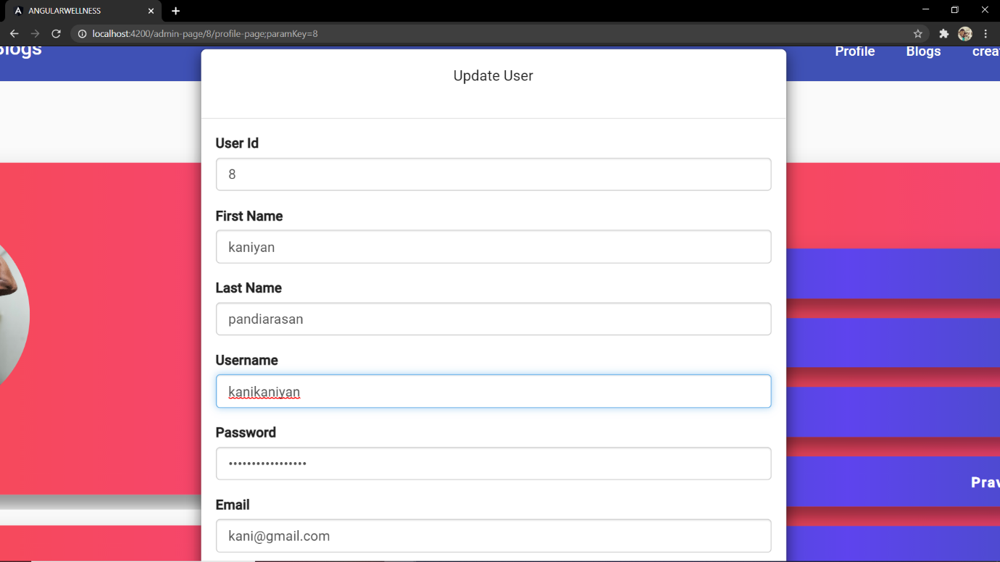 ANGULARWELLNESS
localhost:4200/admin-page/8/profile-page;paramKey=8
Blogs
Profile
Blogs
crea
Update User
User Id
8
First Name
kaniyan
Last Name
pandiarasan
Username
kanikaniyan
Password
•••••••••••••••••
Prav
Email
kani@gmail.com